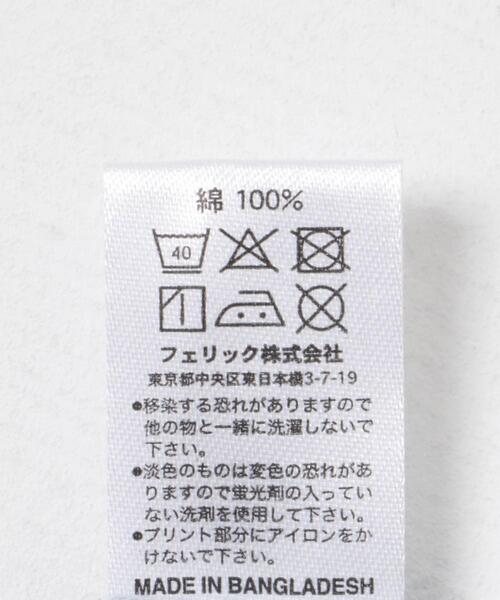 綿 100%
40
フェリック株式会社
東京都中央区東日本橋3-7-19
●移染する恐れがありますので
他の物と一緒に洗濯しないで
下さい。
●淡色のものは変色の恐れがあ
りますので蛍光剤の入ってい
ない洗剤を使用して下さい。
●プリント部分にアイロンをか
けないで下さい。
MADE IN BANGLADESH